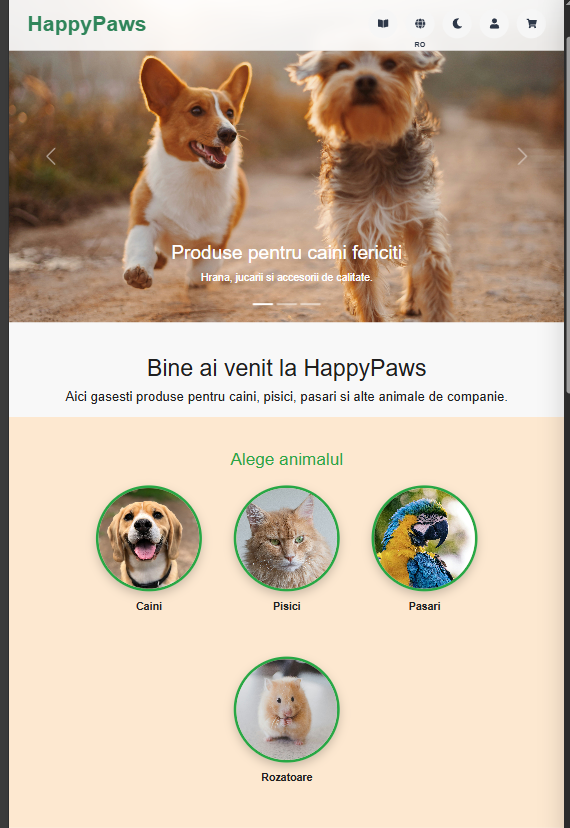 HappyPaws
RO
Produse pentru caini fericiti
Hrana, jucarii si accesorii de calitate.
Bine ai venit la HappyPaws
Aici gasesti produse pentru caini, pisici, pasari si alte animale de companie.
Alege animalul
Caini
Pisici
Pasari
Rozatoare